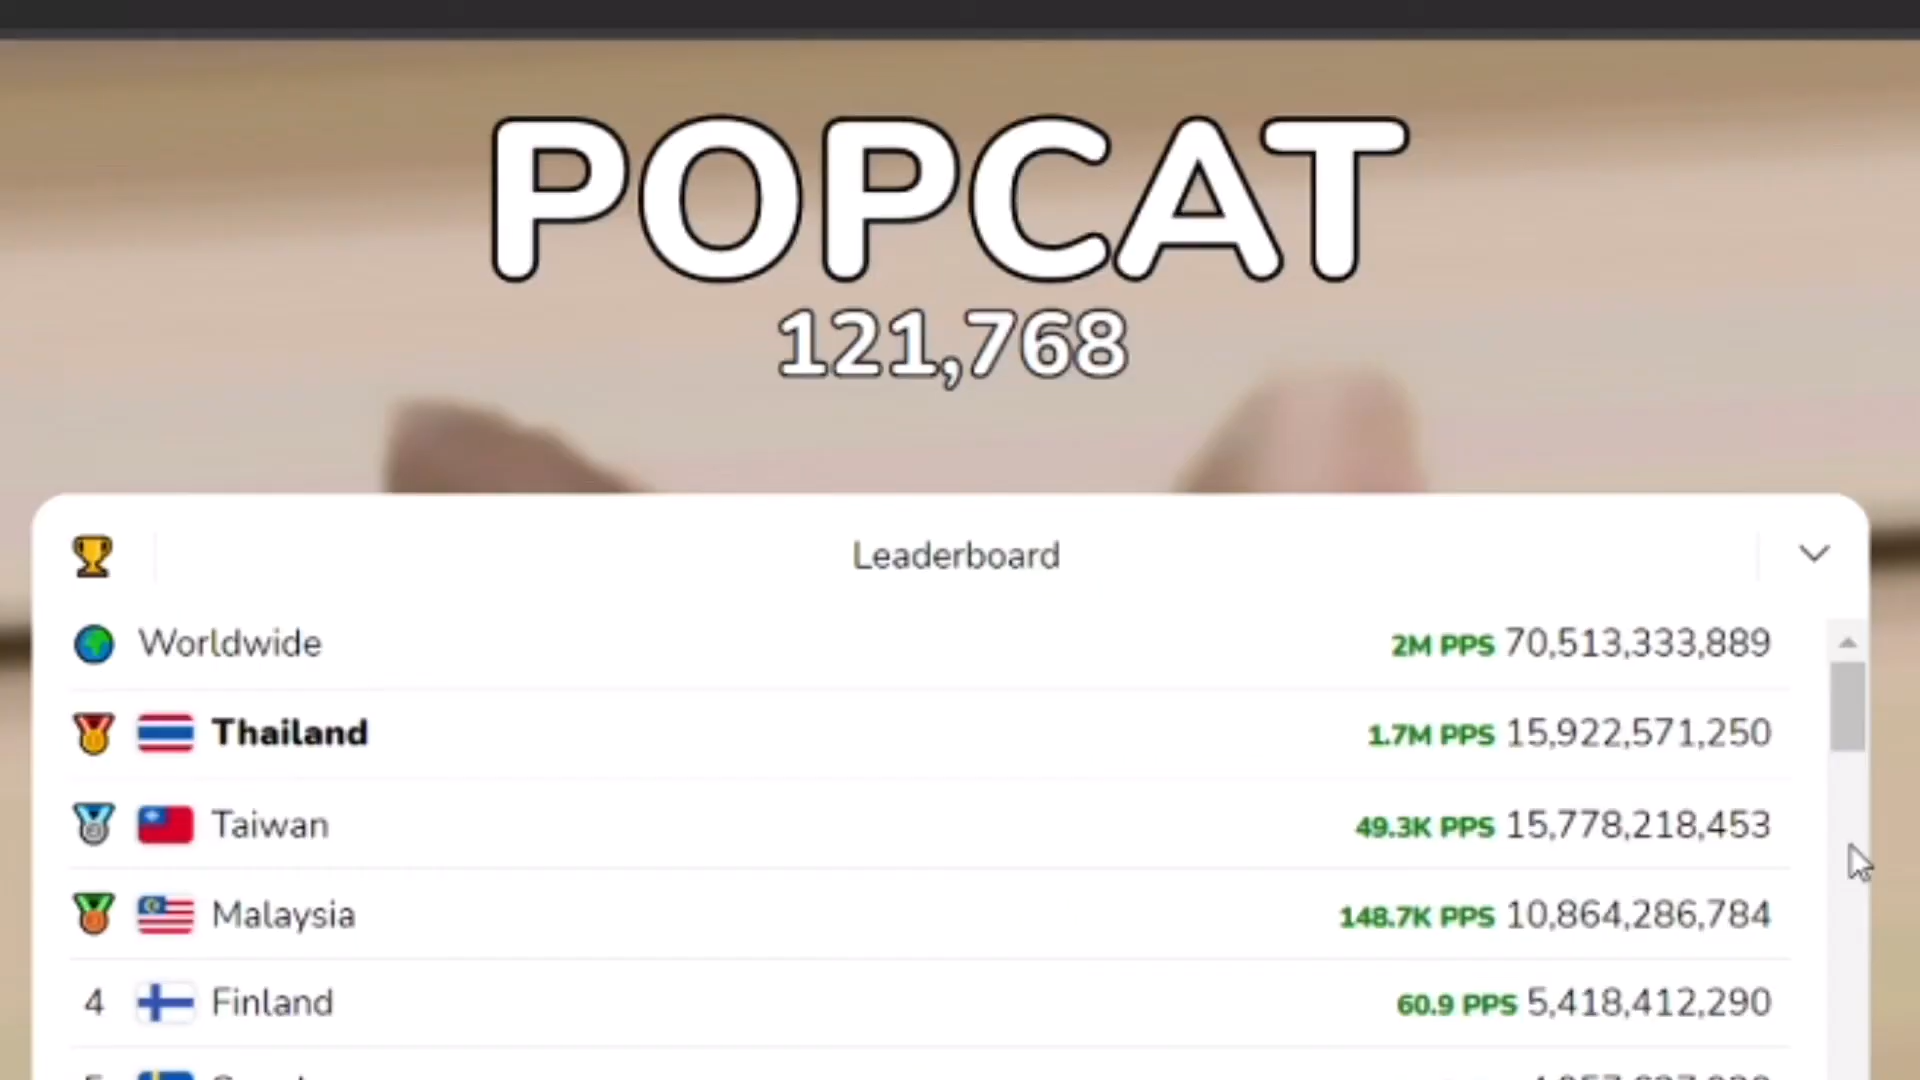 POPCAT
121,768
Leaderboard
Worldwide 2M PPS 70,513,333,889
Thailand 1.7M PPS 15,922,571,250
Taiwan 49.3K PPS 15,778,218,453
Malaysia 148.7K PPS 10,864,286,784
4 Finland 60.9 PPS 5,418,412,290